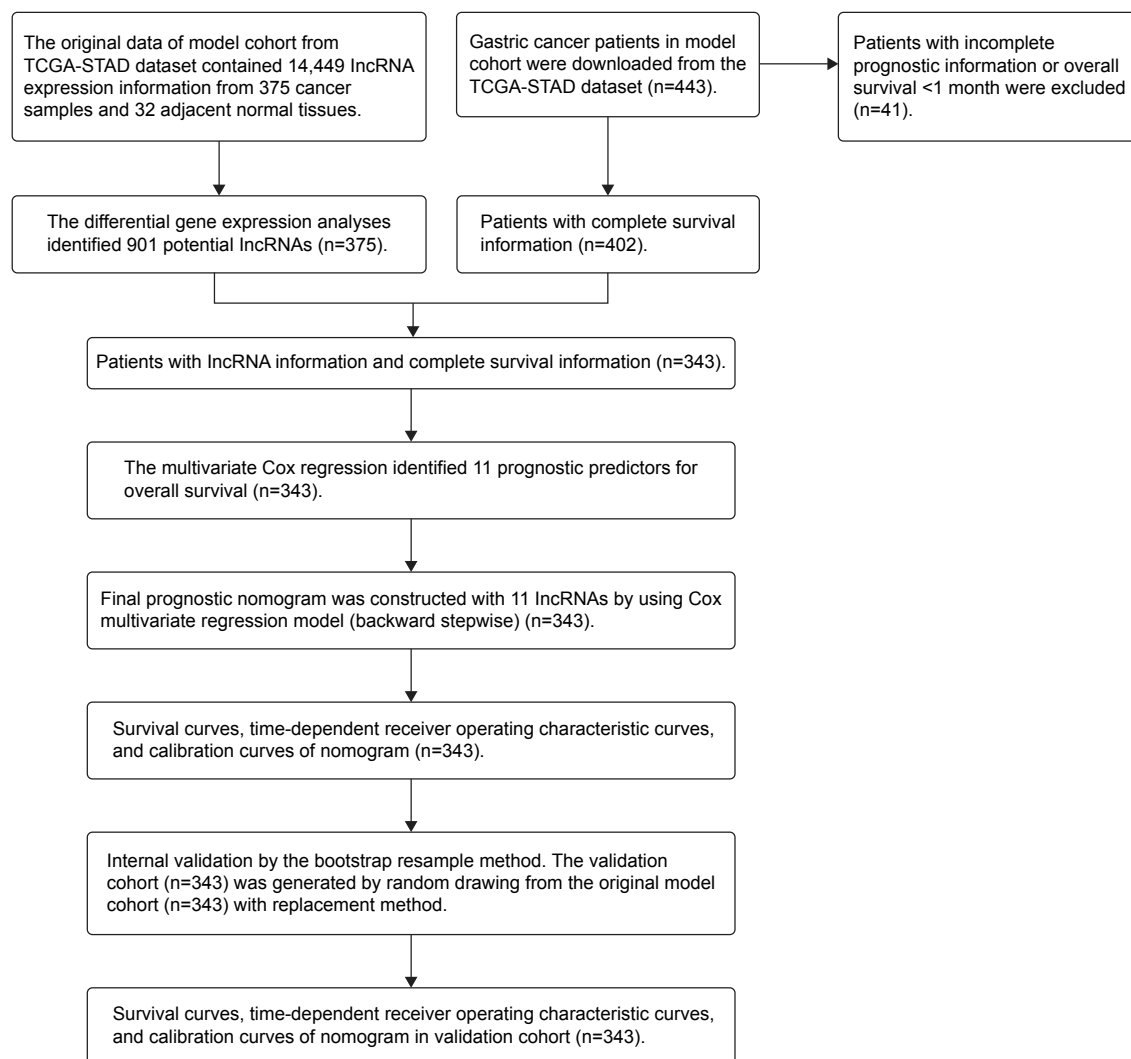 The original data of model cohort from
TCGA-STAD dataset contained 14,449 lncRNA
expression information from 375 cancer
samples and 32 adjacent normal tissues.
Gastric cancer patients in model
cohort were downloaded from the
TCGA-STAD dataset (n=443).
Patients with incomplete
prognostic information or overall
survival <1 month were excluded
(n=41).
The differential gene expression analyses
identified 901 potential lncRNAs (n=375).
Patients with complete survival
information (n=402).
Patients with lncRNA information and complete survival information (n=343).
The multivariate Cox regression identified 11 prognostic predictors for
overall survival (n=343).
Final prognostic nomogram was constructed with 11 lncRNAs by using Cox
multivariate regression model (backward stepwise) (n=343).
Survival curves, time-dependent receiver operating characteristic curves,
and calibration curves of nomogram (n=343).
Internal validation by the bootstrap resample method. The validation
cohort (n=343) was generated by random drawing from the original model
cohort (n=343) with replacement method.
Survival curves, time-dependent receiver operating characteristic curves,
and calibration curves of nomogram in validation cohort (n=343).